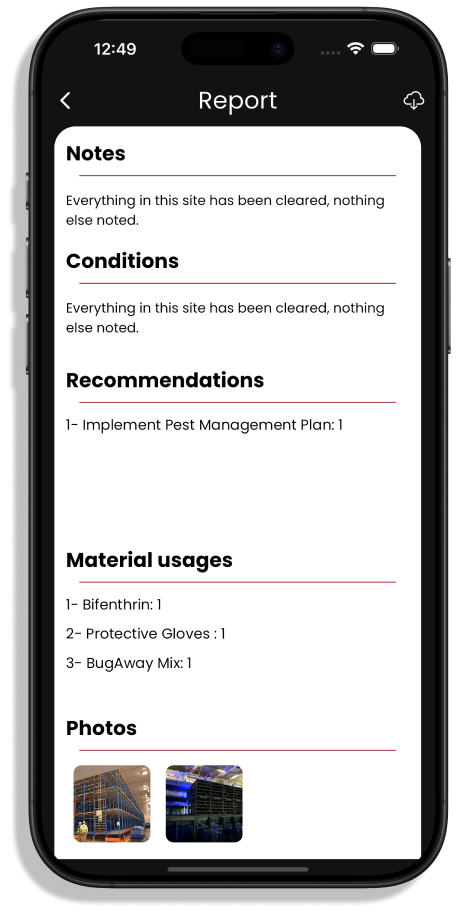 12:49
Report
Notes
Everything in this site has been cleared, nothing
else noted.
Conditions
Everything in this site has been cleared, nothing
else noted.
Recommendations
1- Implement Pest Management Plan: 1
Material usages
1- Bifenthrin: 1
2- Protective Gloves : 1
3- BugAway Mix: 1
Photos